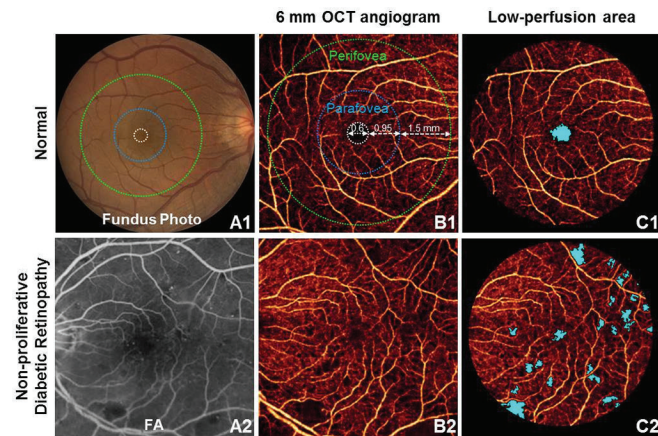 6 mm OCT angiogram
Low-perfusion area
Normal
Fundus Photo
A1
Perifovea
Parafovea
0.6
0.95
1.5 mm
B1
C1
Non-proliferative
Diabetic Retinopathy
FA
A2
B2
C2